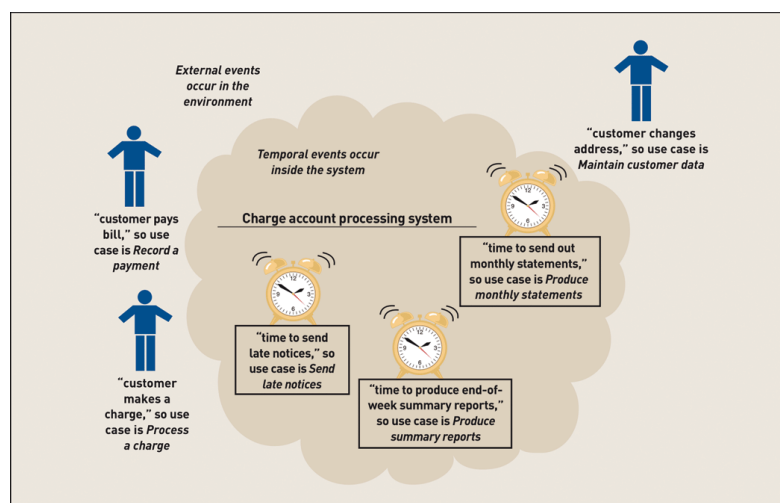 External events
occur in the
environment
"customer changes
address," so use case is
Maintain customer data
Temporal events occur
inside the system
"customer pays
bill," so use
case is Record a
payment
Charge account processing system
"time to send out
monthly statements,"
so use case is Produce
monthly statements
"time to send
late notices," so
use case is Send
late notices
"customer
makes a
charge," so use
case is Process
a charge
"time to produce end-of-
week summary reports,"
so use case is Produce
summary reports